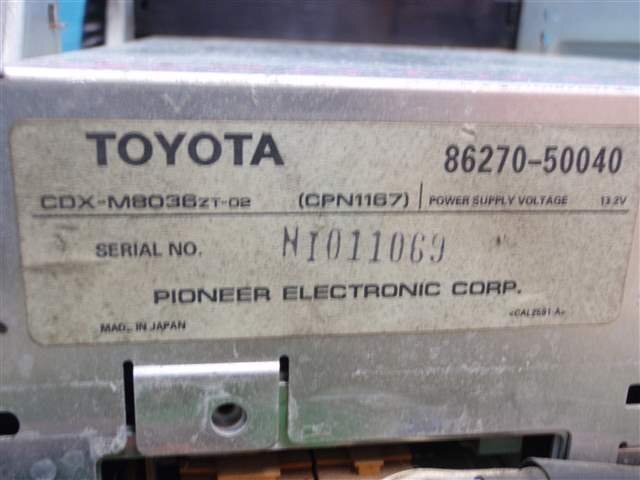 TOYOTA 86270-50040
CDX-M8036ZT-02 (CPN1167) POWER SUPPLY VOLTAGE 13.2V
SERIAL NO. NI011069
PIONEER ELECTRONIC CORP.
MADE IN JAPAN <CAL2591-A>